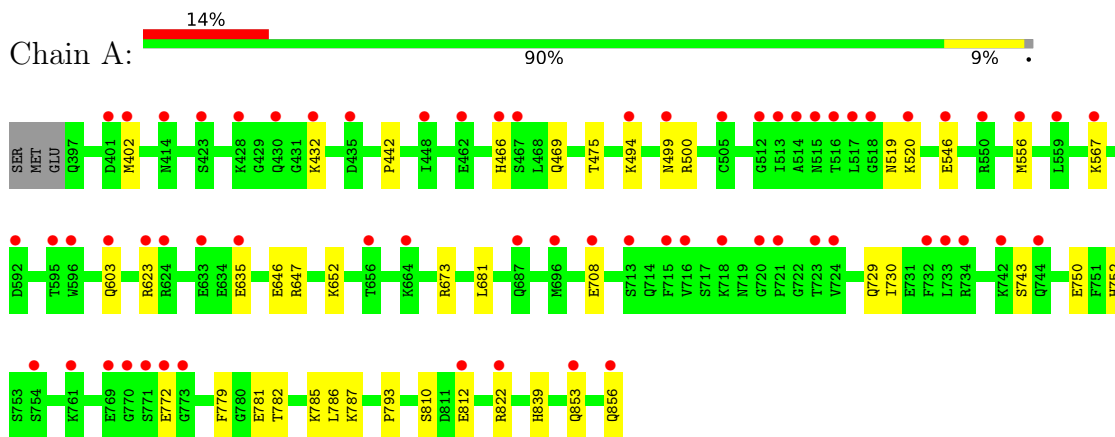 14%
Chain A:
90% 9% •
SER MET GLU Q397 D401 M402 N414 S423 K428 G429 Q430 G431 K432 D435 P442 I448 E462 H466 S467 L468 Q469 T475 K494 N499 R500 C505 G512 I513 A514 N515 T516 L517 G518 N519 K520 E546 R550 M556 L559 K567
D592 T595 W596 Q603 R623 R624 E633 E634 E635 E646 R647 K652 T656 K664 R673 L681 Q687 M696 E708 S713 Q714 F715 V716 S717 K718 N719 G720 P721 G722 T723 V724 Q729 I730 E731 F732 L733 R734 K742 S743 Q744 E750 F751 H752
S753 S754 K761 E769 G770 S771 E772 G773 F779 G780 E781 T782 K785 L786 K787 P793 S810 D811 E812 R822 H839 Q853 Q856